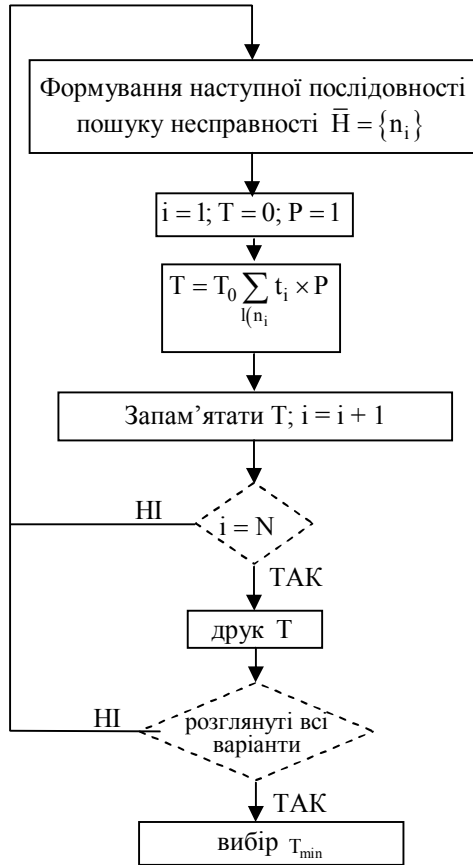 Формування наступної послідовності
пошуку несправності H̅ = {nᵢ}
i = 1; T = 0; P = 1
T = T₀ ∑ tᵢ × P
l(nᵢ
Запам’ятати T; i = i + 1
НІ
i = N
ТАК
друк T
НІ
розглянуті всі
варіанти
ТАК
вибір Tmin